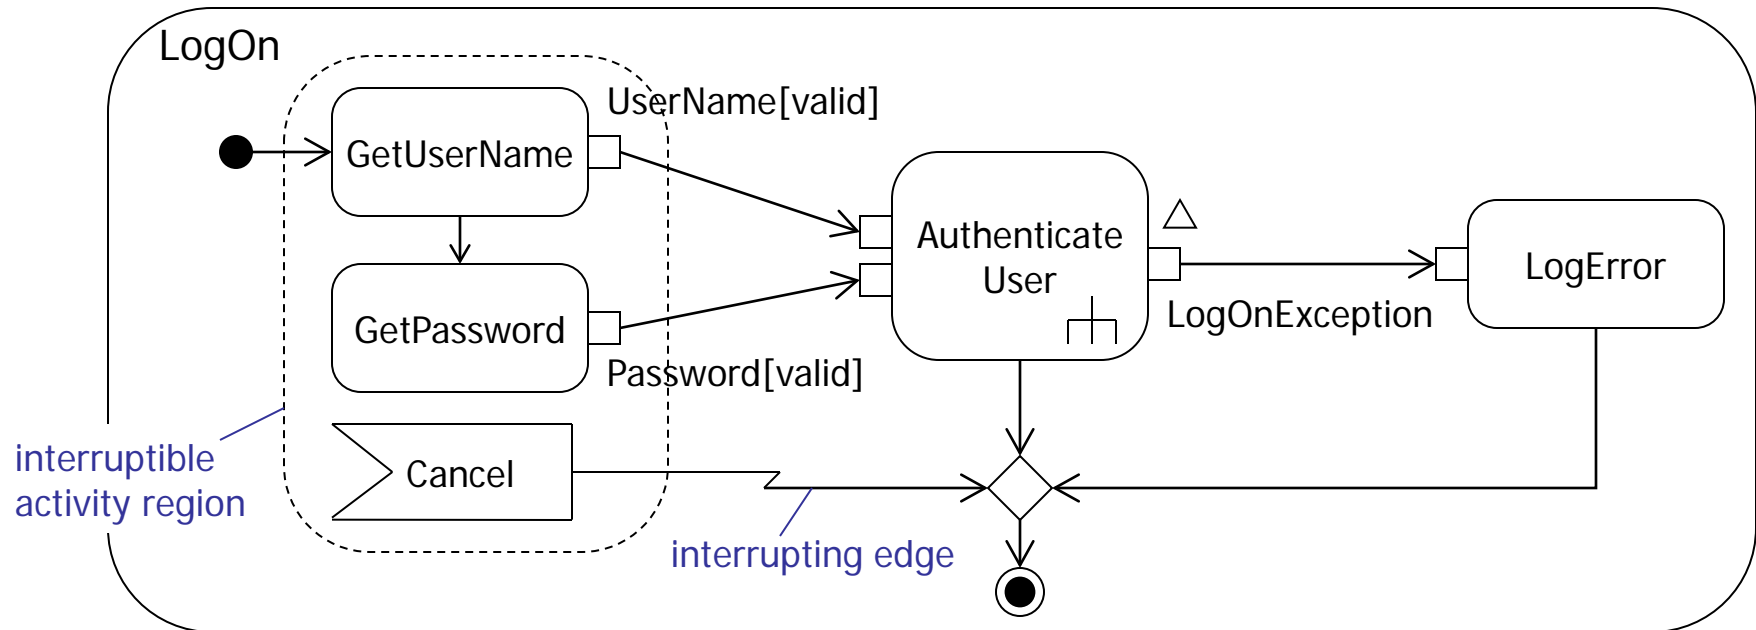 LogOn
UserName[valid]
GetUserName
Authenticate
User
LogError
LogOnException
GetPassword
Password[valid]
interruptible
activity region
Cancel
interrupting edge